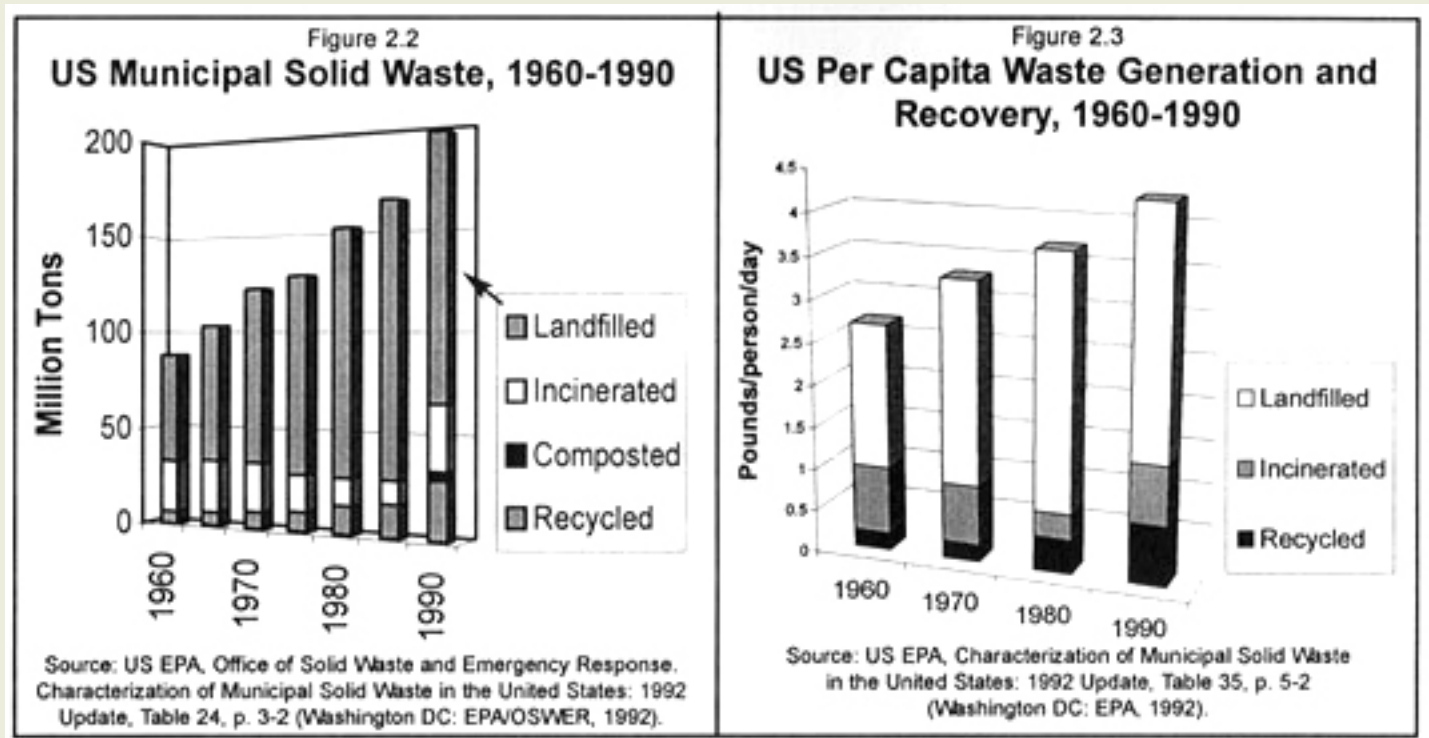 Figure 2.2
US Municipal Solid Waste, 1960-1990
200
150
100
50
0
Million Tons
1960
1970
1980
1990
Landfilled
Incinerated
Composted
Recycled
Source: US EPA, Office of Solid Waste and Emergency Response.
Characterization of Municipal Solid Waste in the United States: 1992
Update, Table 24, p. 3-2 (Washington DC: EPA/OSWER, 1992).
Figure 2.3
US Per Capita Waste Generation and
Recovery, 1960-1990
4.5
4
3.5
3
2.5
2
1.5
1
0.5
0
Pounds/person/day
1960
1970
1980
1990
Landfilled
Incinerated
Recycled
Source: US EPA, Characterization of Municipal Solid Waste
in the United States: 1992 Update, Table 35, p. 5-2
(Washington DC: EPA, 1992).